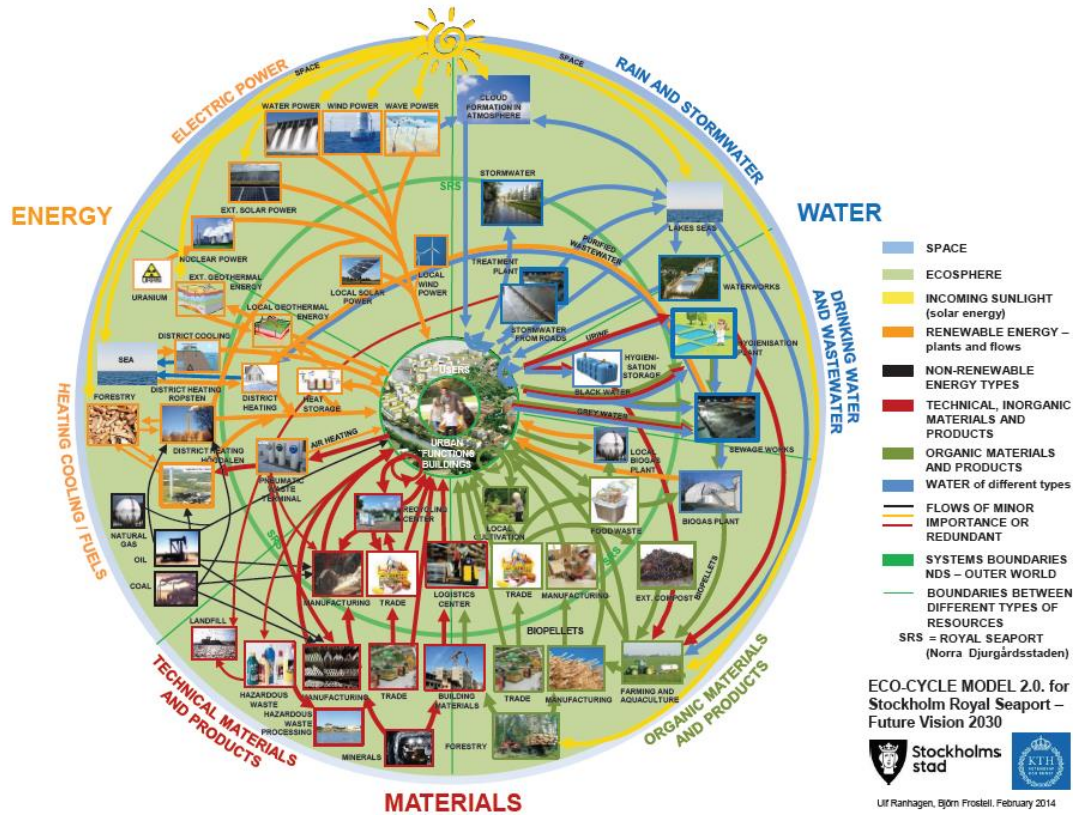 SPACE
SPACE
ELECTRIC POWER
RAIN AND STORMWATER
WATER POWER
WIND POWER
WAVE POWER
CLOUD
FORMATION IN
ATMOSPHERE
SRS
STORMWATER
EXT. SOLAR POWER
LAKES SEAS
ENERGY
WATER
NUCLEAR POWER
PURIFIED
WASTEWATER
URANIUM
EXT. GEOTHERMAL
ENERGY
LOCAL SOLAR
POWER
LOCAL
WIND
POWER
TREATMENT
PLANT
WATERWORKS
LOCAL GEOTHERMAL
ENERGY
STORMWATER
FROM ROADS
DRINKING WATER
AND WASTEWATER
DISTRICT COOLING
SEA
URINE
HYGIENISATION
PLANT
USERS
HYGIENI-
SATION
STORAGE
FORESTRY
DISTRICT HEATING
ROPSTEN
DISTRICT
HEATING
HEAT
STORAGE
BLACK WATER
GREY WATER
HEATING COOLING / FUELS
AIR HEATING
URBAN
FUNCTIONS
BUILDINGS
DISTRICT HEATING
HÖGDALEN
LOCAL
BIOGAS
PLANT
SEWAGE WORKS
PNEUMATIC
WASTE
TERMINAL
RECYCLING
CENTER
LOCAL
CULTIVATION
FOOD WASTE
BIOGAS PLANT
NATURAL
GAS
OIL
SRS
SRS
COAL
BIOPELLETS
MANUFACTURING
TRADE
LOGISTICS
CENTER
TRADE
MANUFACTURING
EXT. COMPOST
LANDFILL
BIOPELLETS
HAZARDOUS
WASTE
MANUFACTURING
TRADE
BUILDING
MATERIALS
TRADE
MANUFACTURING
FARMING AND
AQUACULTURE
HAZARDOUS
WASTE
PROCESSING
MINERALS
FORESTRY
TECHNICAL MATERIALS
AND PRODUCTS
ORGANIC MATERIALS
AND PRODUCTS
MATERIALS
SPACE
ECOSPHERE
INCOMING SUNLIGHT
(solar energy)
RENEWABLE ENERGY –
plants and flows
NON-RENEWABLE
ENERGY TYPES
TECHNICAL, INORGANIC
MATERIALS AND
PRODUCTS
ORGANIC MATERIALS
AND PRODUCTS
WATER of different types
FLOWS OF MINOR
IMPORTANCE OR
REDUNDANT
SYSTEMS BOUNDARIES
NDS – OUTER WORLD
BOUNDARIES BETWEEN
DIFFERENT TYPES OF
RESOURCES
SRS = ROYAL SEAPORT
(Norra Djurgårdsstaden)
ECO-CYCLE MODEL 2.0. for
Stockholm Royal Seaport –
Future Vision 2030
Stockholms
stad
KTH
Ulf Ranhagen, Björn Frostell. February 2014